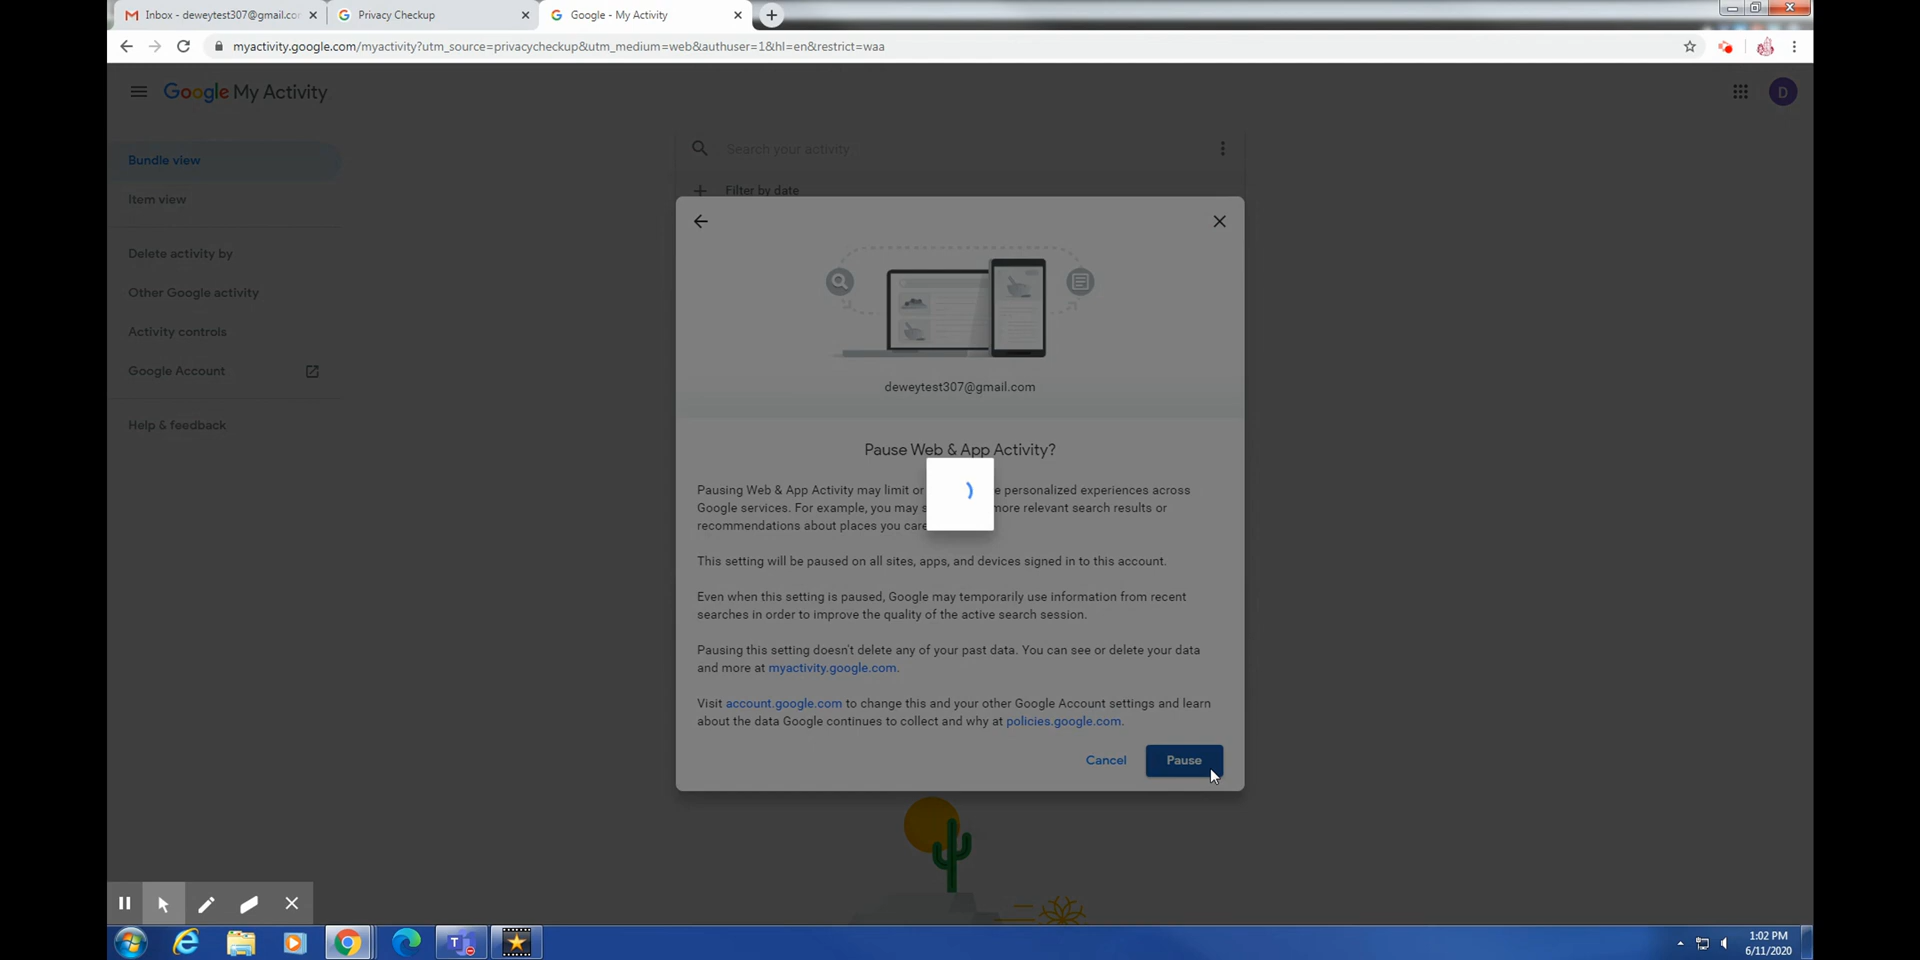 Inbox - deweytest307@gmail.co
Privacy Checkup
Google - My Activity
myactivity.google.com/myactivity?utm_source=privacycheckup&utm_medium=web&authuser=1&hl=en&restrict=waa
Google My Activity
D
Bundle view
Item view
Delete activity by
Other Google activity
Activity controls
Google Account
Help & feedback
Search your activity
Filter by date
deweytest307@gmail.com
Pause Web & App Activity?
Pausing Web & App Activity may limit or personalized experiences across
Google services. For example, you may more relevant search results or
recommendations about places you care
This setting will be paused on all sites, apps, and devices signed in to this account.
Even when this setting is paused, Google may temporarily use information from recent
searches in order to improve the quality of the active search session.
Pausing this setting doesn't delete any of your past data. You can see or delete your data
and more at myactivity.google.com.
Visit account.google.com to change this and your other Google Account settings and learn
about the data Google continues to collect and why at policies.google.com.
Cancel
Pause
1:02 PM
6/11/2020